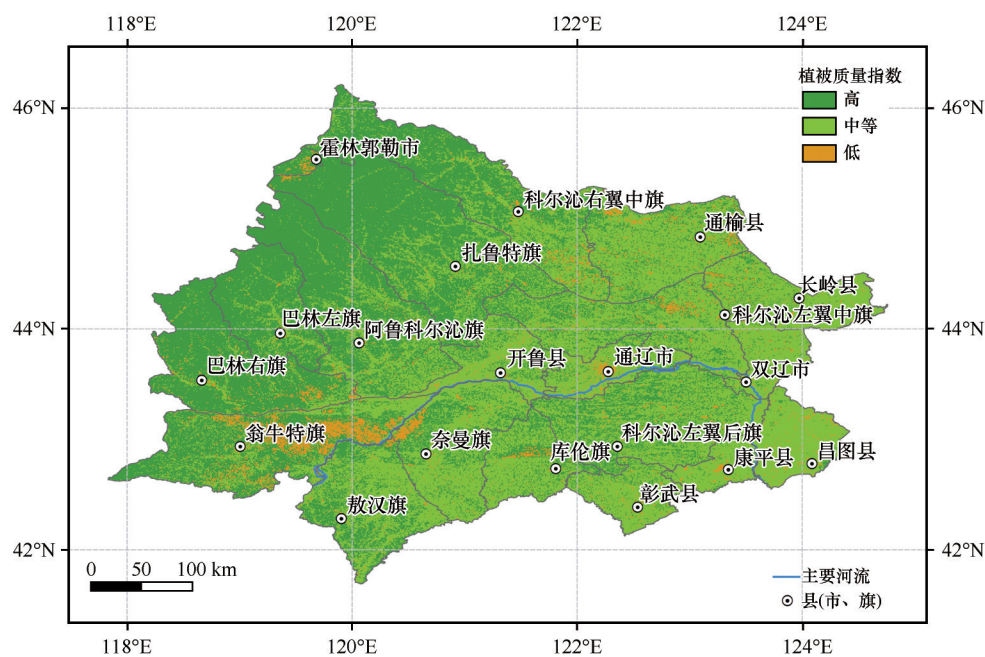 118°E 120°E 122°E 124°E
植被质量指数
高
46°N 46°N
中等
霍林郭勒市
低
科尔沁右翼中旗
通榆县
扎鲁特旗
长岭县
巴林左旗
科尔沁左翼中旗
44°N 44°N
阿鲁科尔沁旗
开鲁县
通辽市
巴林右旗
双辽市
翁牛特旗
奈曼旗
科尔沁左翼后旗
库伦旗
康平县
昌图县
彰武县
敖汉旗
42°N 42°N
0 50 100 km
主要河流
县(市、旗)
118°E 120°E 122°E 124°E